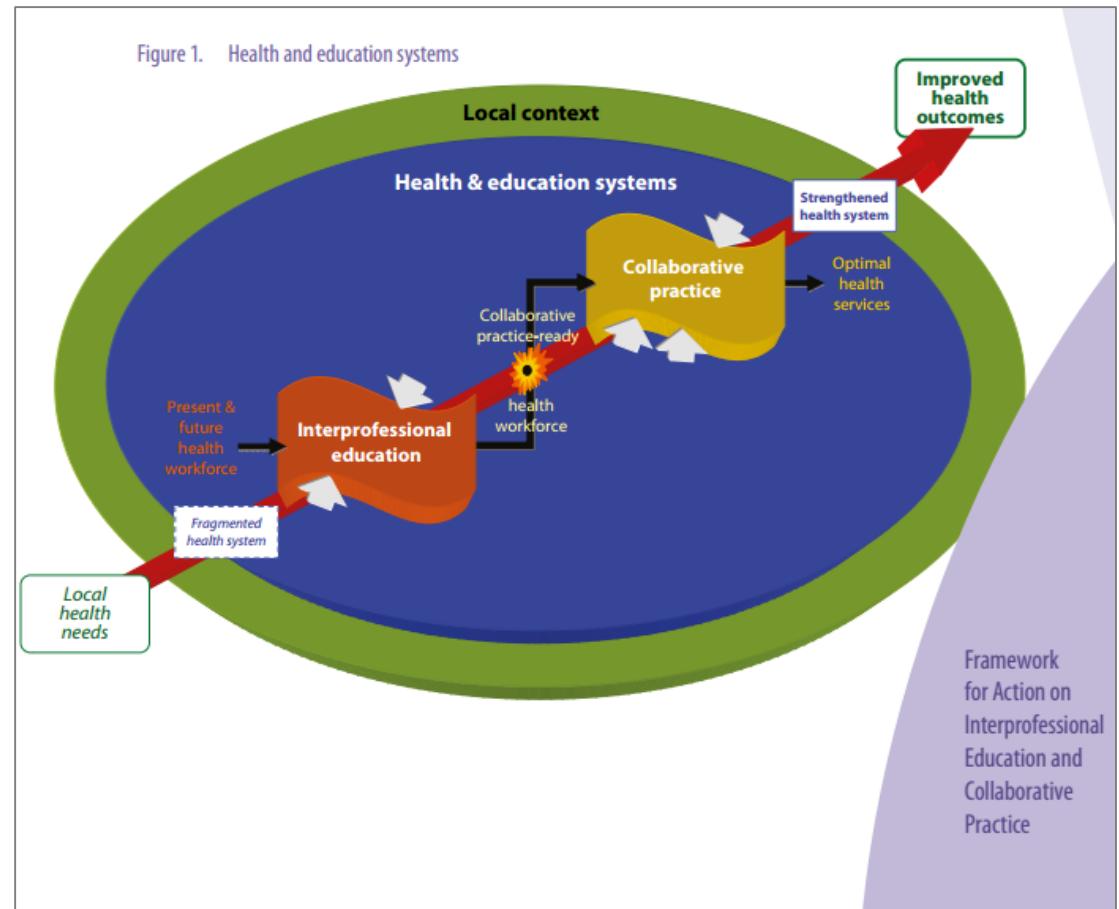 Figure 1. Health and education systems
Improved
health
outcomes
Local context
Health & education systems
Strengthened
health system
Collaborative
practice
Optimal
health
services
Collaborative
practice-ready
health
workforce
Present &
future
health
workforce
Interprofessional
education
Fragmented
health system
Local
health
needs
Framework
for Action on
Interprofessional
Education and
Collaborative
Practice